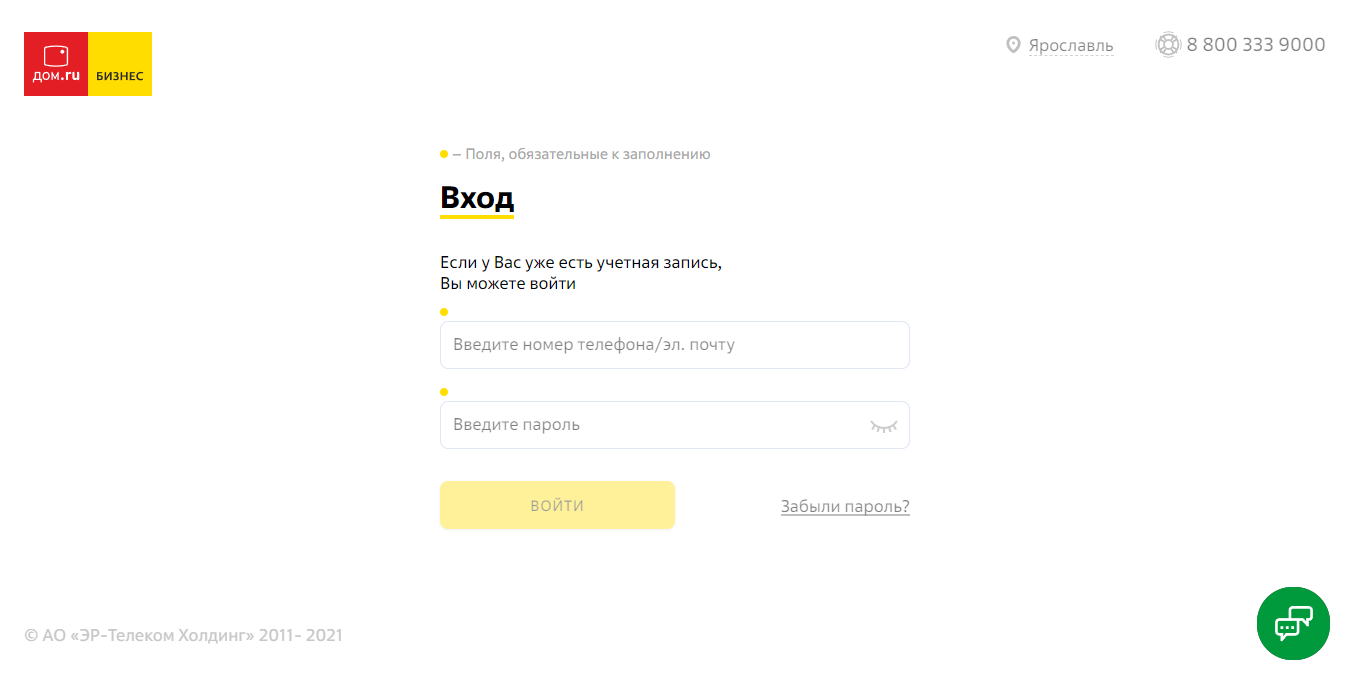 ДОМ.ru БИЗНЕС
Ярославль
8 800 333 9000
– Поля, обязательные к заполнению
Вход
Если у Вас уже есть учетная запись,
Вы можете войти
Введите номер телефона/эл. почту
Введите пароль
ВОЙТИ
Забыли пароль?
© АО «ЭР-Телеком Холдинг» 2011- 2021